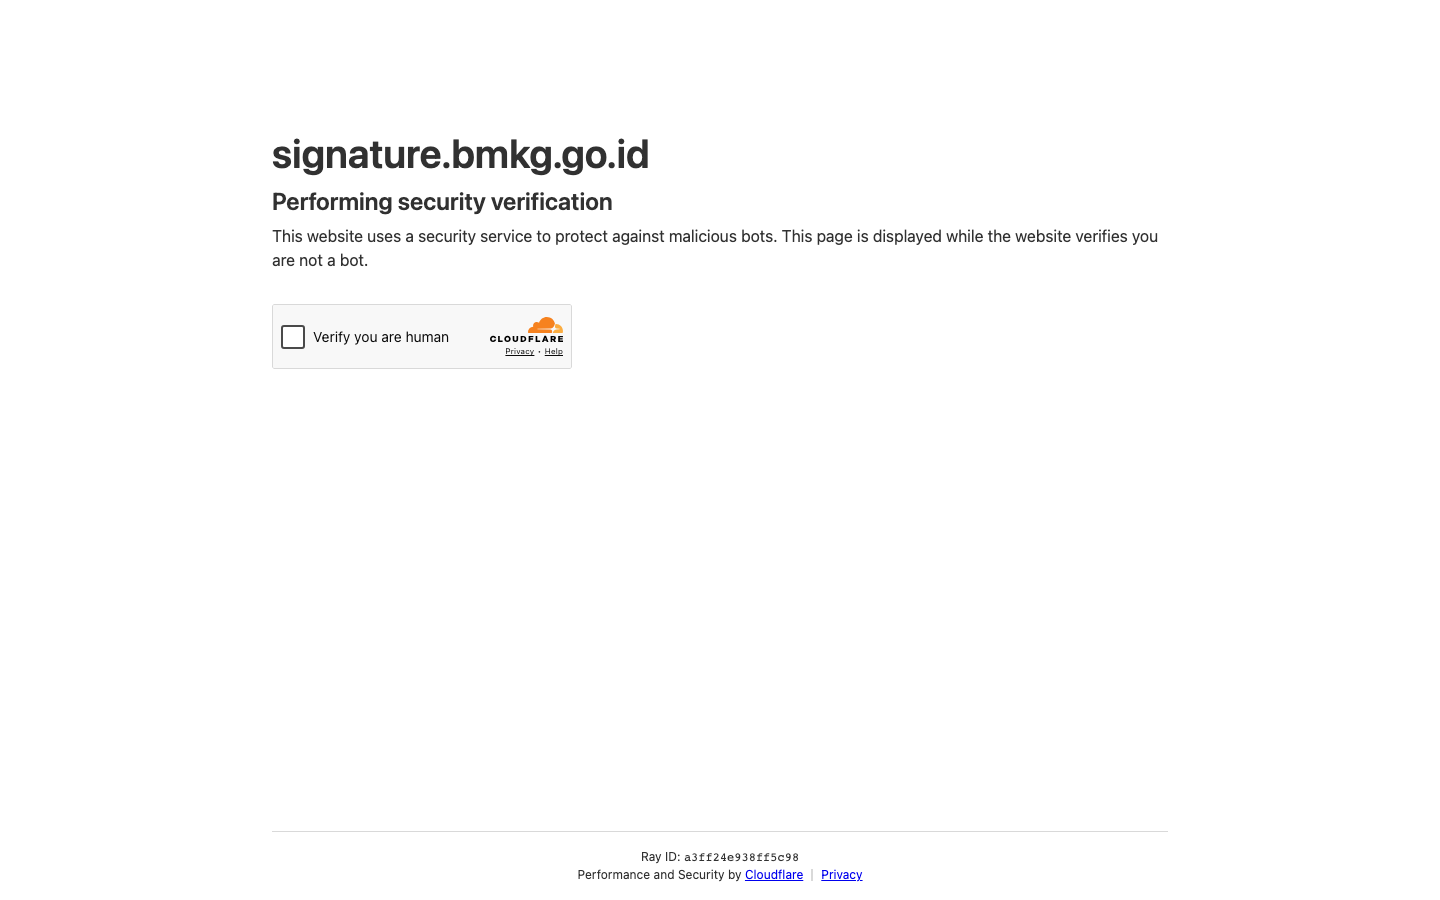 signature.bmkg.go.id
Performing security verification
This website uses a security service to protect against malicious bots. This page is displayed while the website verifies you
are not a bot.
Verify you are human
CLOUDFLARE
Privacy • Help
Ray ID: a3ff24e938ff5c98
Performance and Security by Cloudflare | Privacy